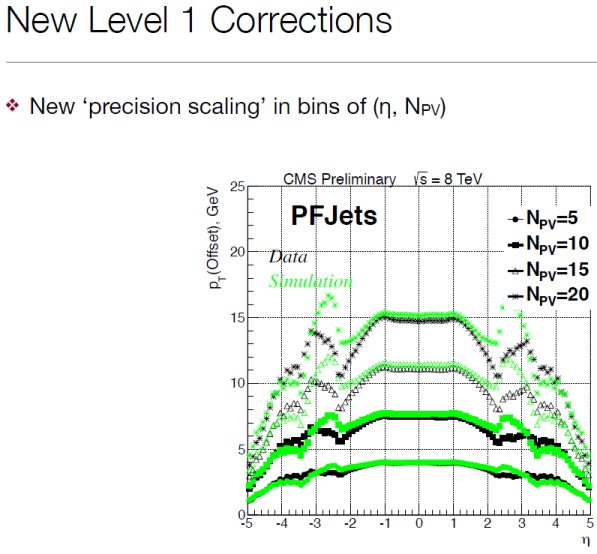 New Level 1 Corrections
❖ New ‘precision scaling’ in bins of (η, NPV)
CMS Preliminary √s = 8 TeV
PFJets
Data
Simulation
NPV=5
NPV=10
NPV=15
NPV=20
pT(Offset), GeV
25
20
15
10
5
0
-5 -4 -3 -2 -1 0 1 2 3 4 5
η